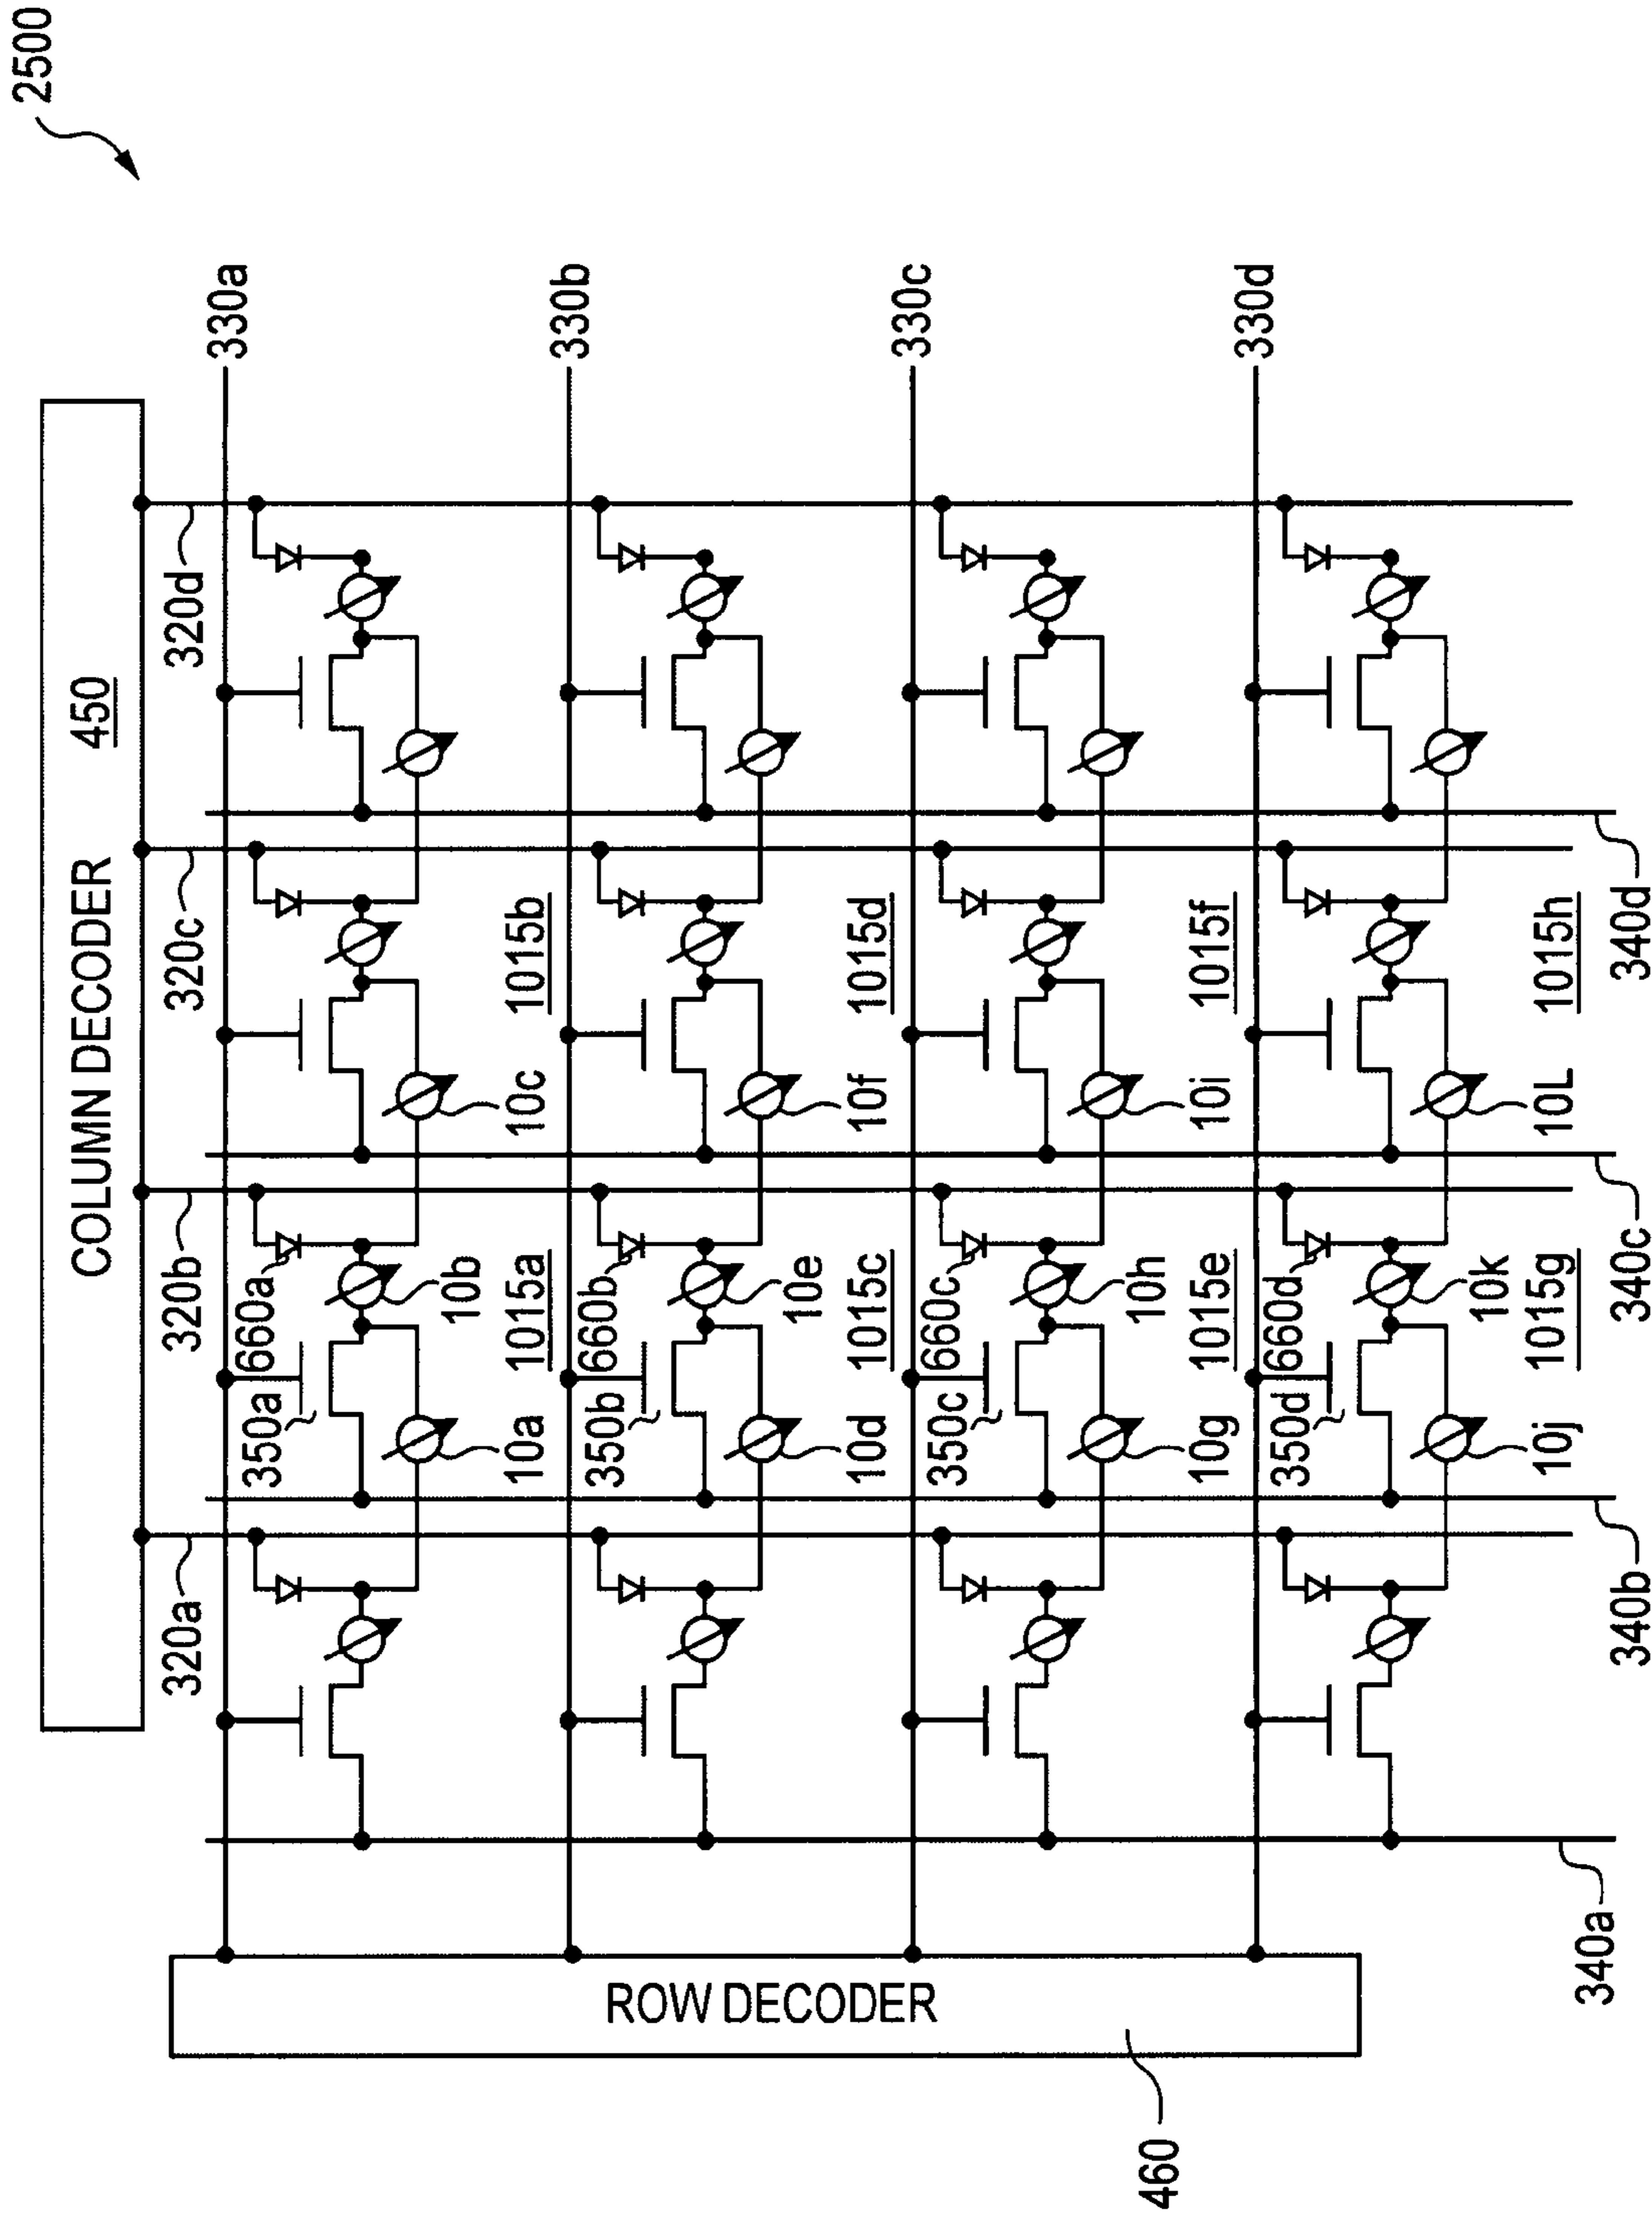 2500
COLUMN DECODER 450
320a
320b
320c
320d
330a
350a
660a
10a
10b
10c
1015a
1015b
330b
350b
660b
10d
10e
10f
1015c
1015d
330c
350c
660c
10g
10h
10i
1015e
1015f
330d
350d
660d
10j
10k
10L
1015g
1015h
340a
340b
340c
340d
ROW DECODER
460